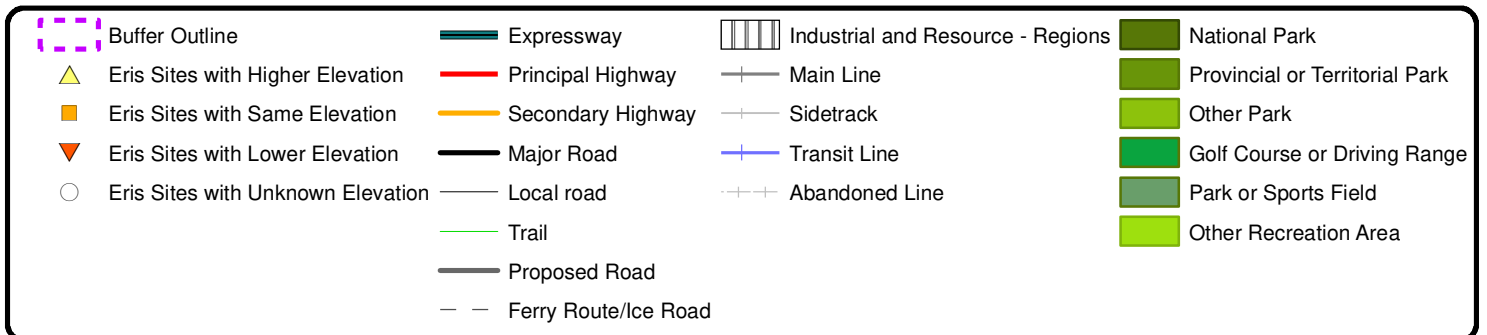 Buffer Outline
Eris Sites with Higher Elevation
Eris Sites with Same Elevation
Eris Sites with Lower Elevation
Eris Sites with Unknown Elevation
Expressway
Principal Highway
Secondary Highway
Major Road
Local road
Trail
Proposed Road
Ferry Route/Ice Road
Industrial and Resource - Regions
Main Line
Sidetrack
Transit Line
Abandoned Line
National Park
Provincial or Territorial Park
Other Park
Golf Course or Driving Range
Park or Sports Field
Other Recreation Area